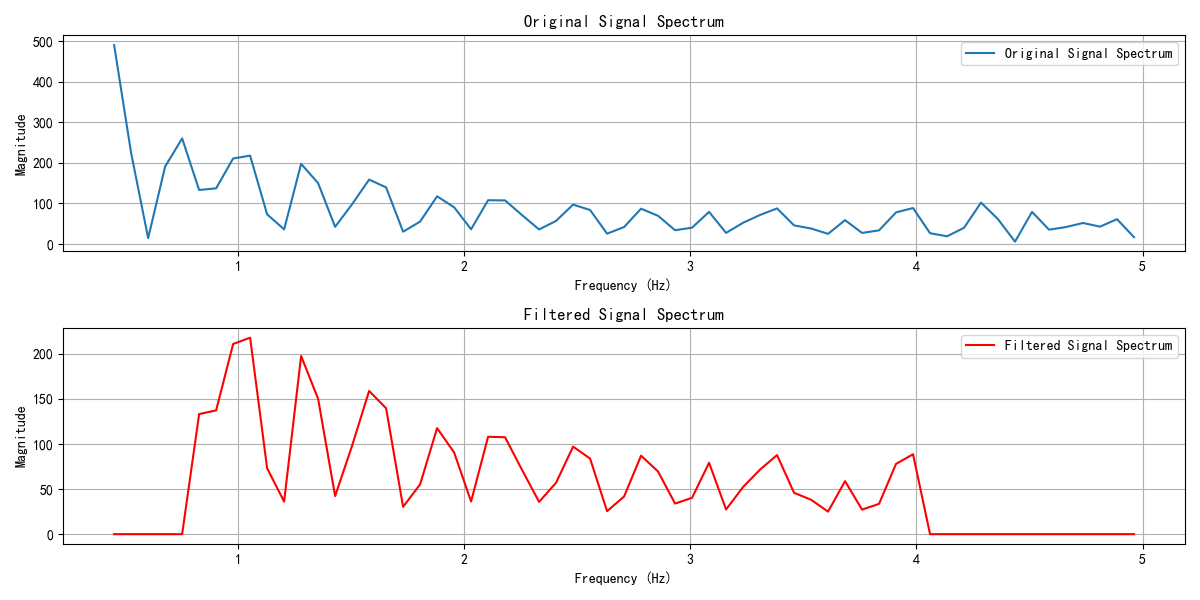 Original Signal Spectrum
Original Signal Spectrum
Magnitude
500
400
300
200
100
0
1 2 3 4 5
Frequency (Hz)
Filtered Signal Spectrum
Filtered Signal Spectrum
Magnitude
200
150
100
50
0
1 2 3 4 5
Frequency (Hz)